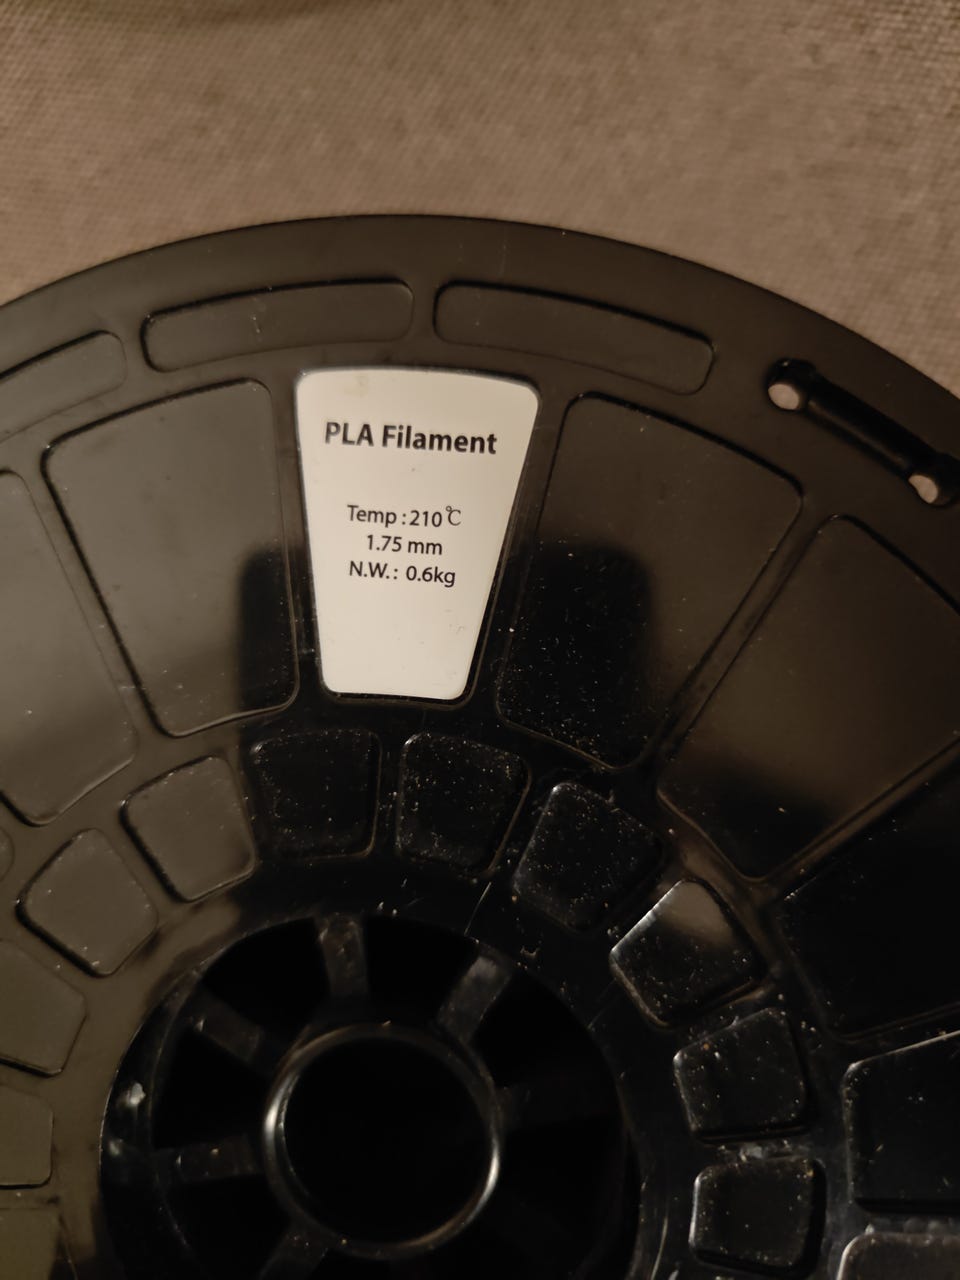 PLA Filament
Temp : 210℃
1.75 mm
N.W.: 0.6kg